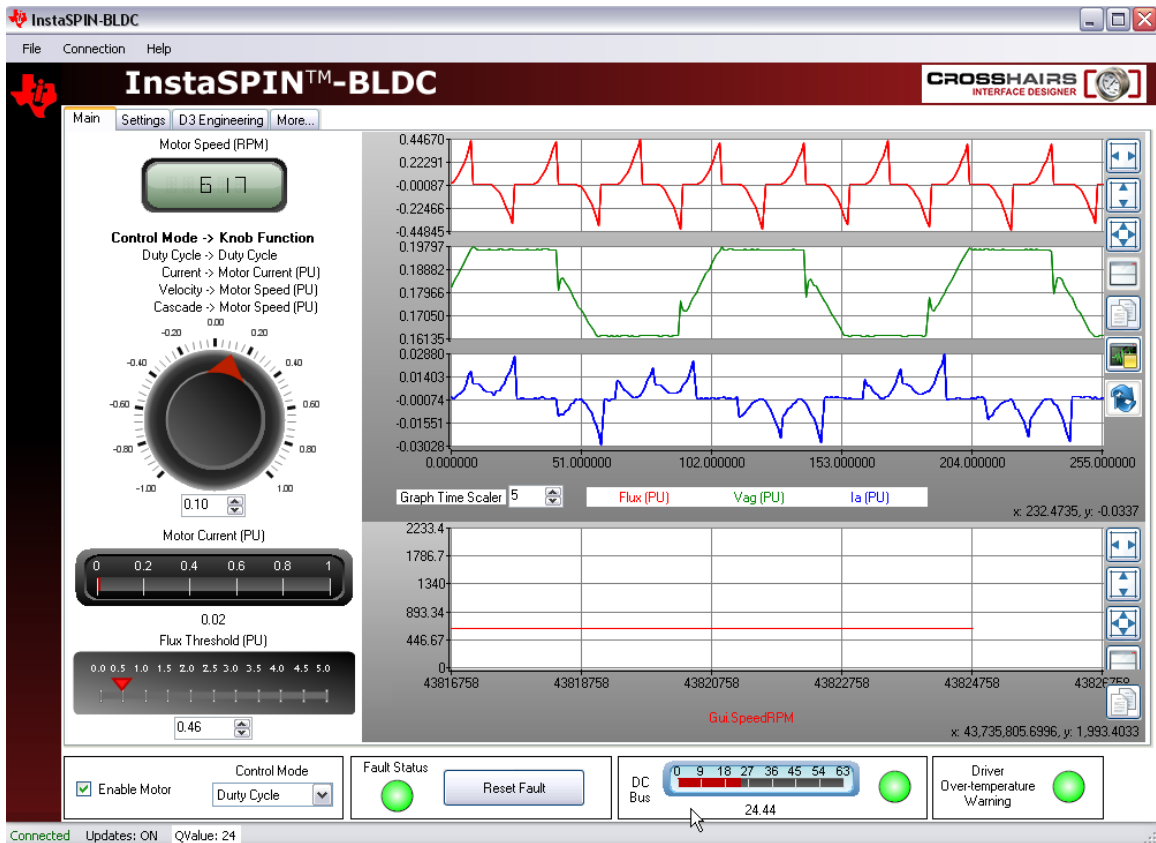 InstaSPIN-BLDC
File Connection Help
InstaSPIN™-BLDC
CROSSHAIRS
INTERFACE DESIGNER
Main Settings D3 Engineering More...
Motor Speed (RPM)
617
Control Mode -> Knob Function
Duty Cycle -> Duty Cycle
Current -> Motor Current (PU)
Velocity -> Motor Speed (PU)
Cascade -> Motor Speed (PU)
0.00
-0.20 0.20
-0.40 0.40
-0.60 0.60
-0.80 0.80
-1.00 1.00
0.10
Motor Current (PU)
0 0.2 0.4 0.6 0.8 1
0.02
Flux Threshold (PU)
0.0 0.5 1.0 1.5 2.0 2.5 3.0 3.5 4.0 4.5 5.0
0.46
0.44670
0.22291
-0.00087
-0.22466
-0.44845
0.19797
0.18882
0.17966
0.17050
0.16135
0.02880
0.01403
-0.00074
-0.01551
-0.03028
0.000000 51.000000 102.000000 153.000000 204.000000 255.000000
Graph Time Scaler 5 Flux (PU) Vag (PU) Ia (PU)
x: 232.4735, y: -0.0337
2233.4
1786.7
1340
893.34
446.67
0
43816758 43818758 43820758 43822758 43824758
Gui.SpeedRPM
x: 43,735,805.6996, y: 1,993.4033
Enable Motor
Control Mode
Durty Cycle
Fault Status
Reset Fault
DC
Bus
0 9 18 27 36 45 54 63
24.44
Driver
Over-temperature
Warning
Connected Updates: ON QValue: 24